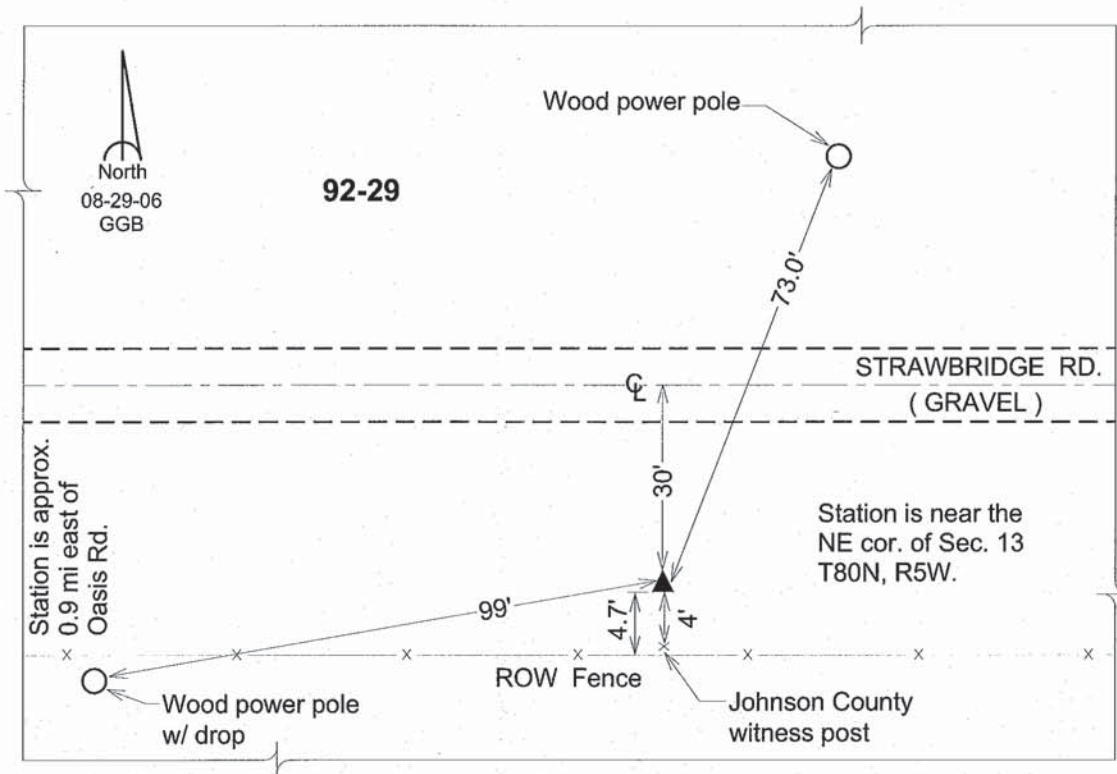 Wood power pole
North
08-29-06
GGB
92-29
73.0'
STRAWBRIDGE RD.
( GRAVEL )
℄
30'
Station is approx.
0.9 mi east of
Oasis Rd.
Station is near the
NE cor. of Sec. 13
T80N, R5W.
99'
4.7'
4'
ROW Fence
Wood power pole
w/ drop
Johnson County
witness post